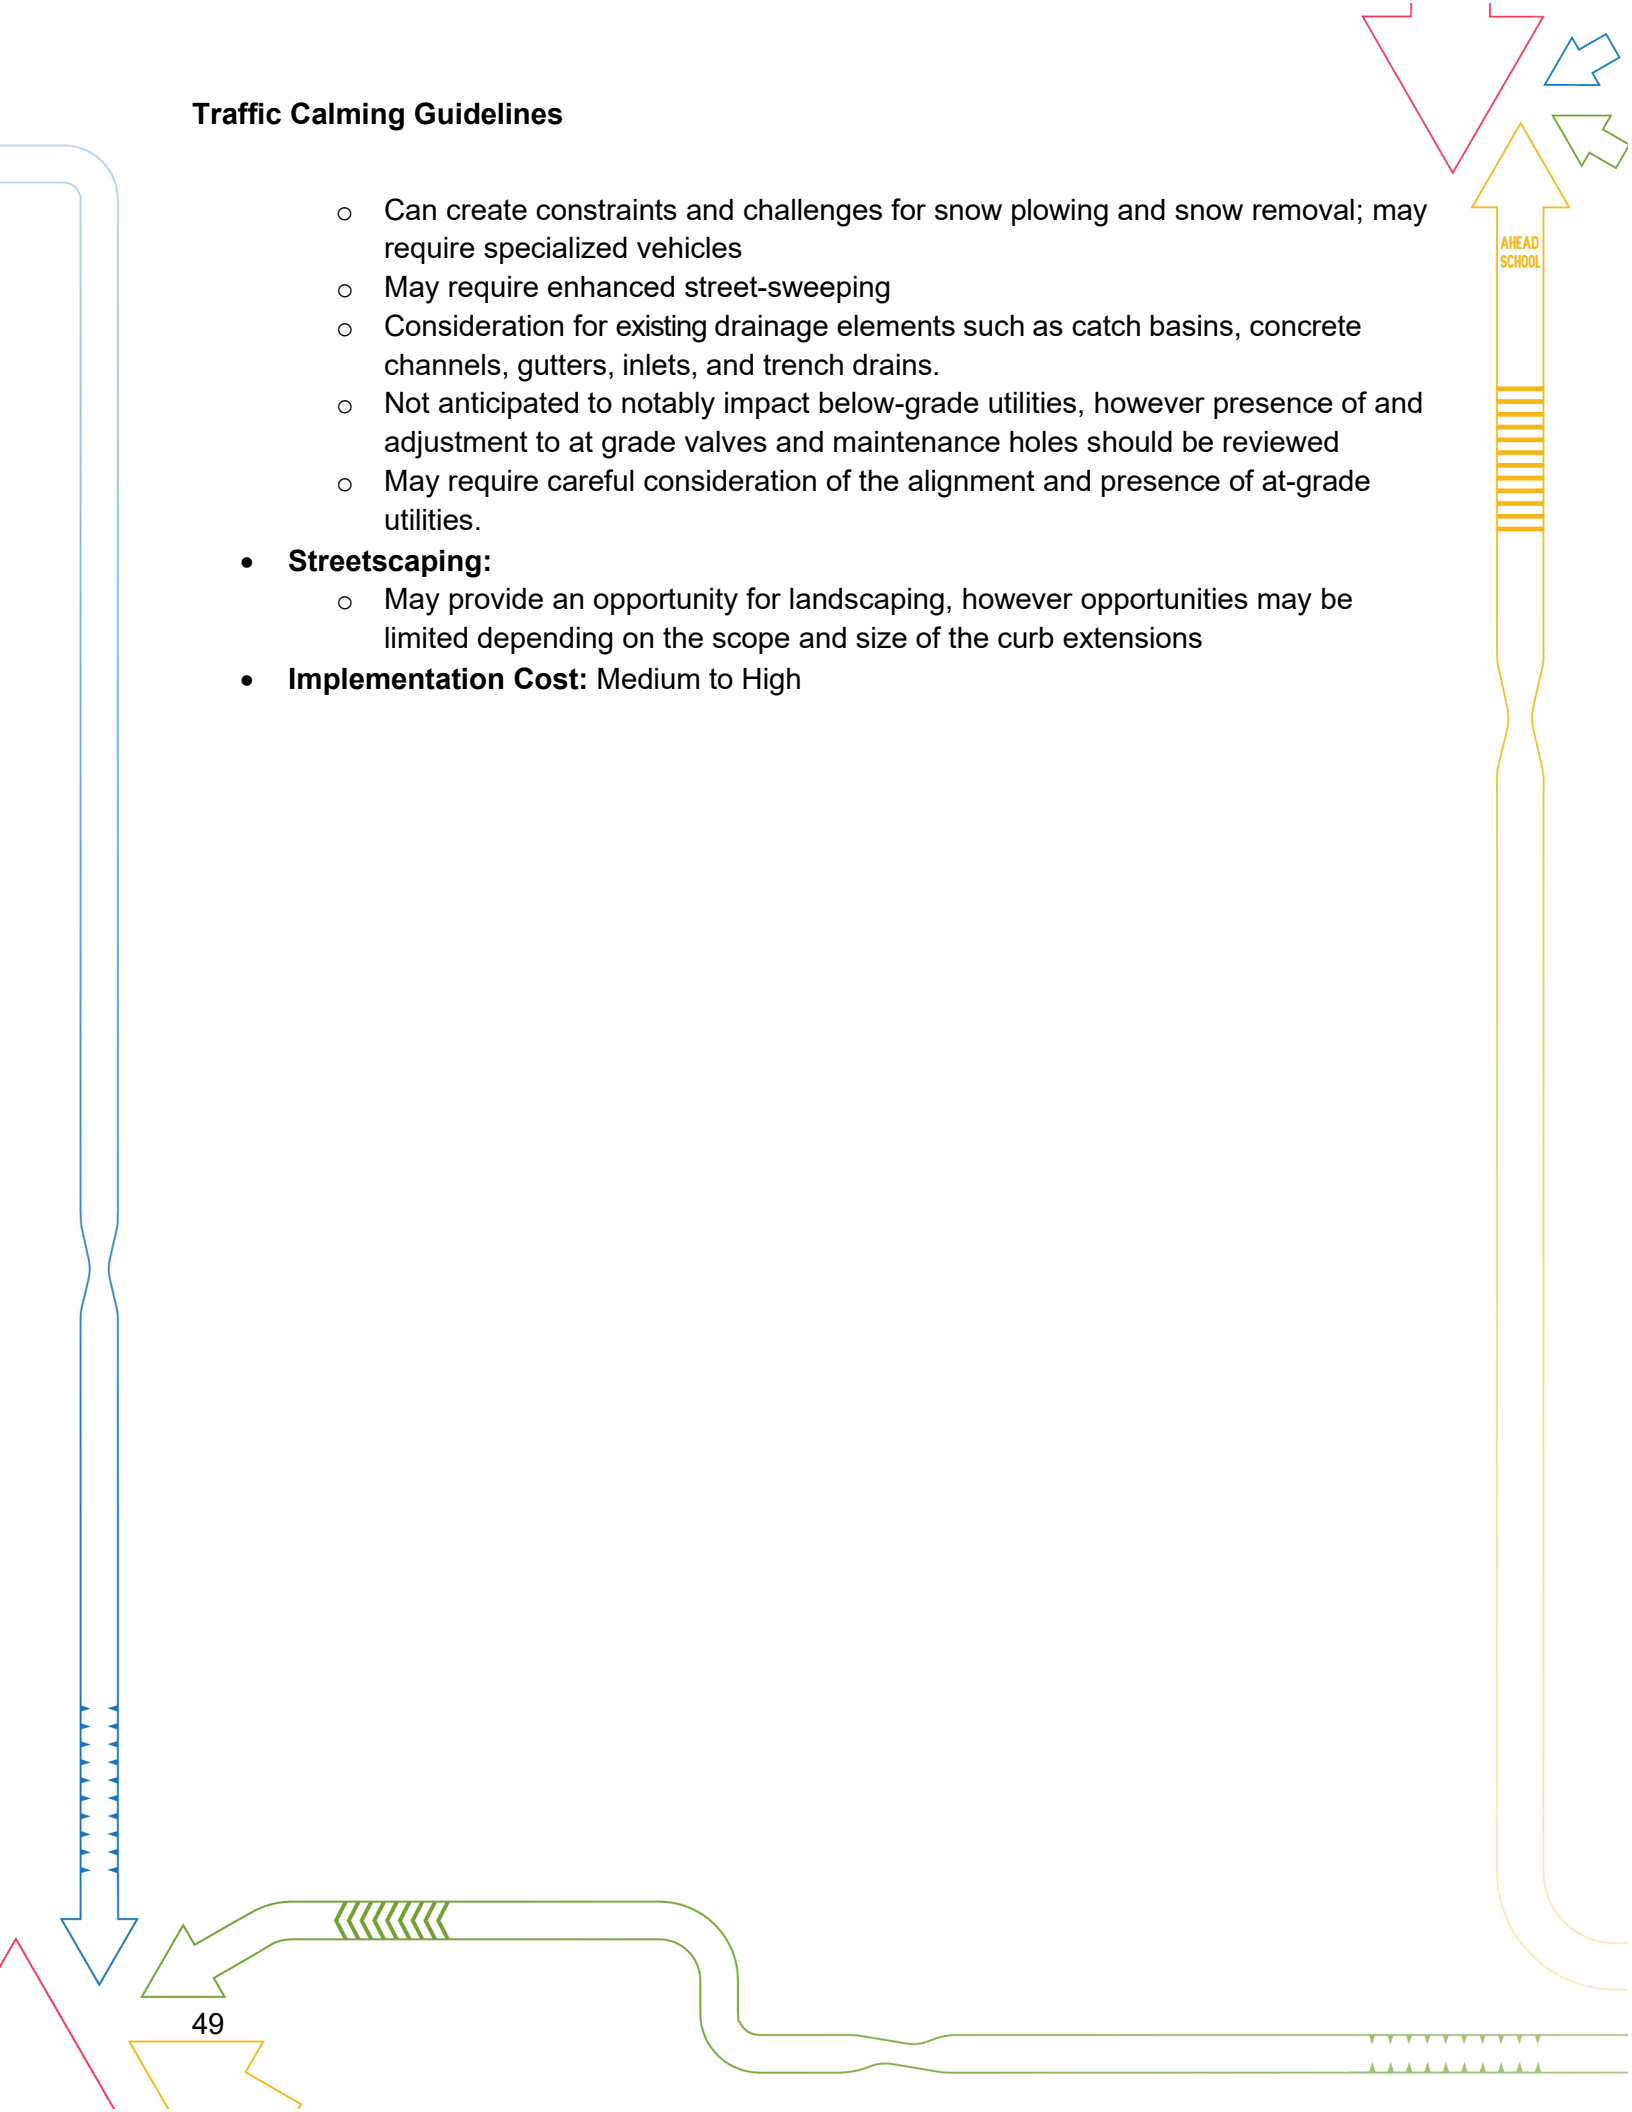 Traffic Calming Guidelines
○ Can create constraints and challenges for snow plowing and snow removal; may
require specialized vehicles
○ May require enhanced street-sweeping
○ Consideration for existing drainage elements such as catch basins, concrete
channels, gutters, inlets, and trench drains.
○ Not anticipated to notably impact below-grade utilities, however presence of and
adjustment to at grade valves and maintenance holes should be reviewed
○ May require careful consideration of the alignment and presence of at-grade
utilities.
• Streetscaping:
○ May provide an opportunity for landscaping, however opportunities may be
limited depending on the scope and size of the curb extensions
• Implementation Cost: Medium to High
AHEAD
SCHOOL
49